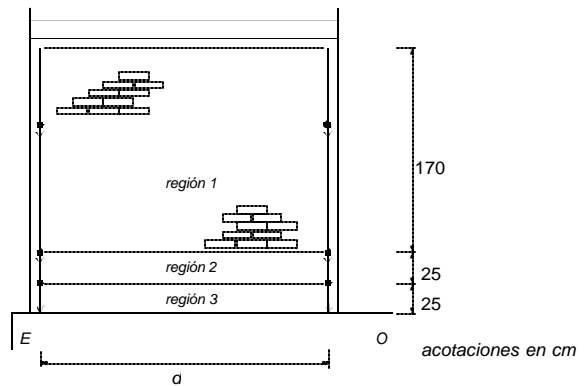 región 1
170
región 2
25
región 3
25
E
O
acotaciones en cm
d